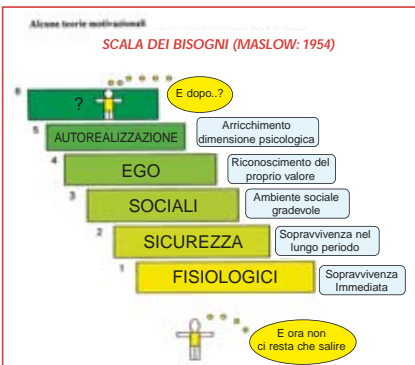 Alcune teorie motivazionali
SCALA DEI BISOGNI (MASLOW: 1954)
E dopo..?
6
?
5
AUTOREALIZZAZIONE
Arricchimento
dimensione psicologica
4
EGO
Riconoscimento del
proprio valore
3
SOCIALI
Ambiente sociale
gradevole
2
SICUREZZA
Sopravvivenza nel
lungo periodo
1
FISIOLOGICI
Sopravvivenza
Immediata
E ora non
ci resta che salire